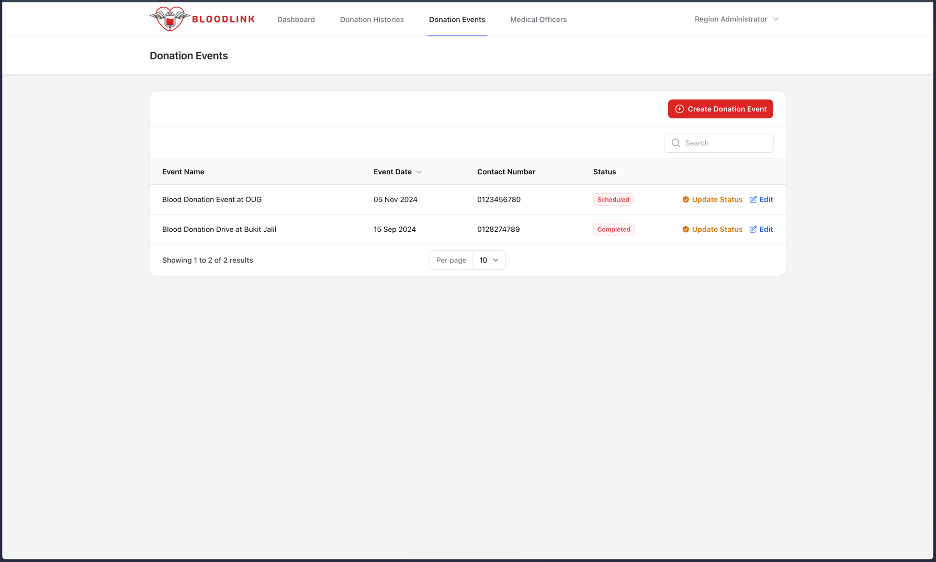 BLOODLINK Dashboard Donation Histories Donation Events Medical Officers Region Administrator
Donation Events
Create Donation Event
Search
Event Name Event Date Contact Number Status
Blood Donation Event at OUG 05 Nov 2024 0123456780 Scheduled Update Status Edit
Blood Donation Drive at Bukit Jalil 15 Sep 2024 0128274789 Completed Update Status Edit
Showing 1 to 2 of 2 results Per page 10